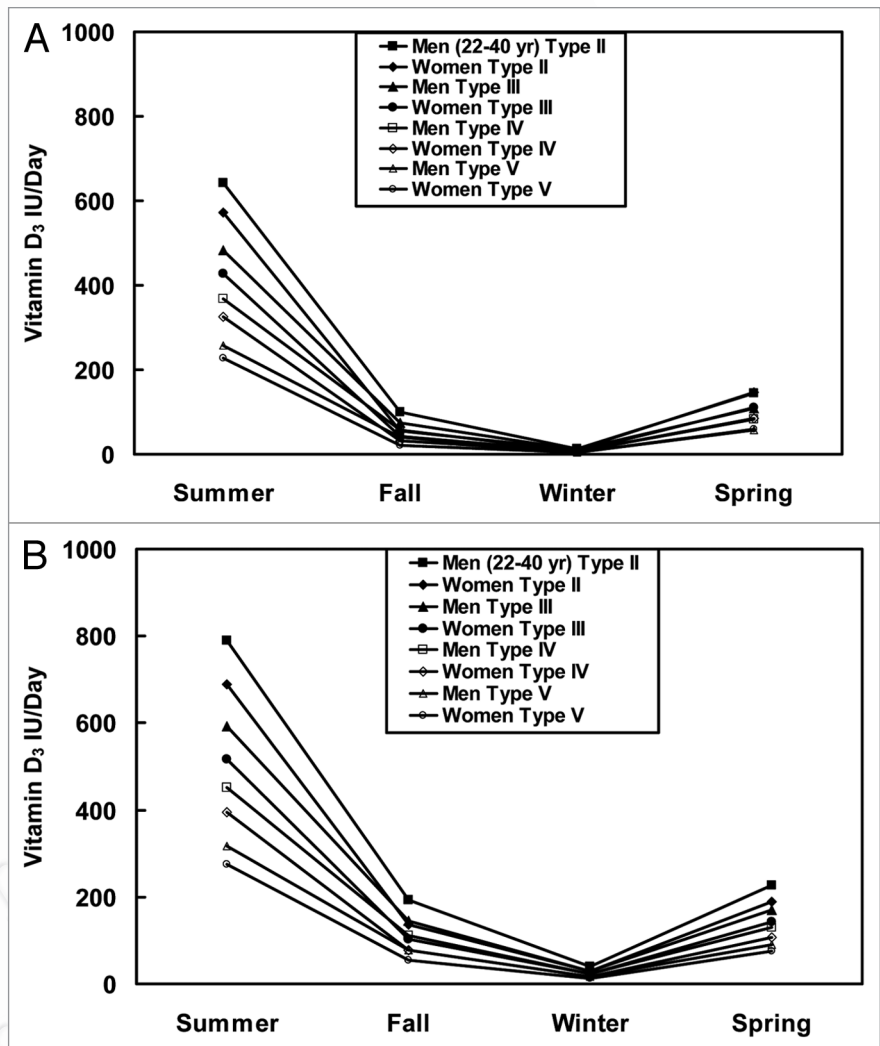 A
1000
800
600
400
200
0
Vitamin D₃ IU/Day
Men (22-40 yr) Type II
Women Type II
Men Type III
Women Type III
Men Type IV
Women Type IV
Men Type V
Women Type V
Summer Fall Winter Spring
B
1000
800
600
400
200
0
Vitamin D₃ IU/Day
Men (22-40 yr) Type II
Women Type II
Men Type III
Women Type III
Men Type IV
Women Type IV
Men Type V
Women Type V
Summer Fall Winter Spring